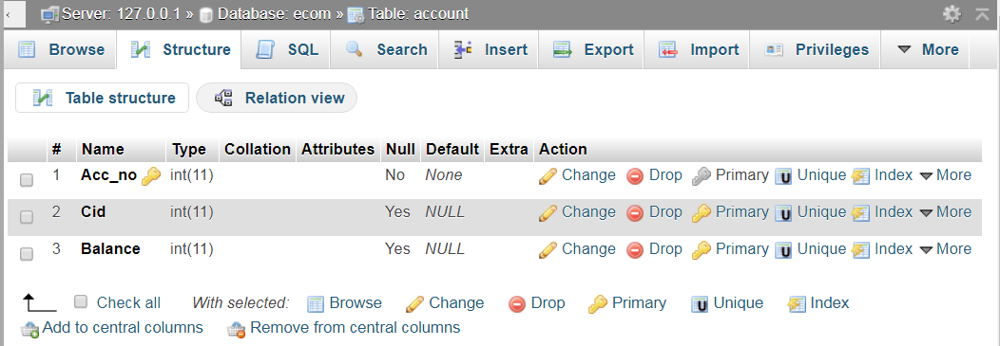 Server: 127.0.0.1 » Database: ecom » Table: account
Browse Structure SQL Search Insert Export Import Privileges More
Table structure Relation view
# Name Type Collation Attributes Null Default Extra Action
1 Acc_no int(11) No None Change Drop Primary Unique Index More
2 Cid int(11) Yes NULL Change Drop Primary Unique Index More
3 Balance int(11) Yes NULL Change Drop Primary Unique Index More
Check all With selected: Browse Change Drop Primary Unique Index
Add to central columns Remove from central columns